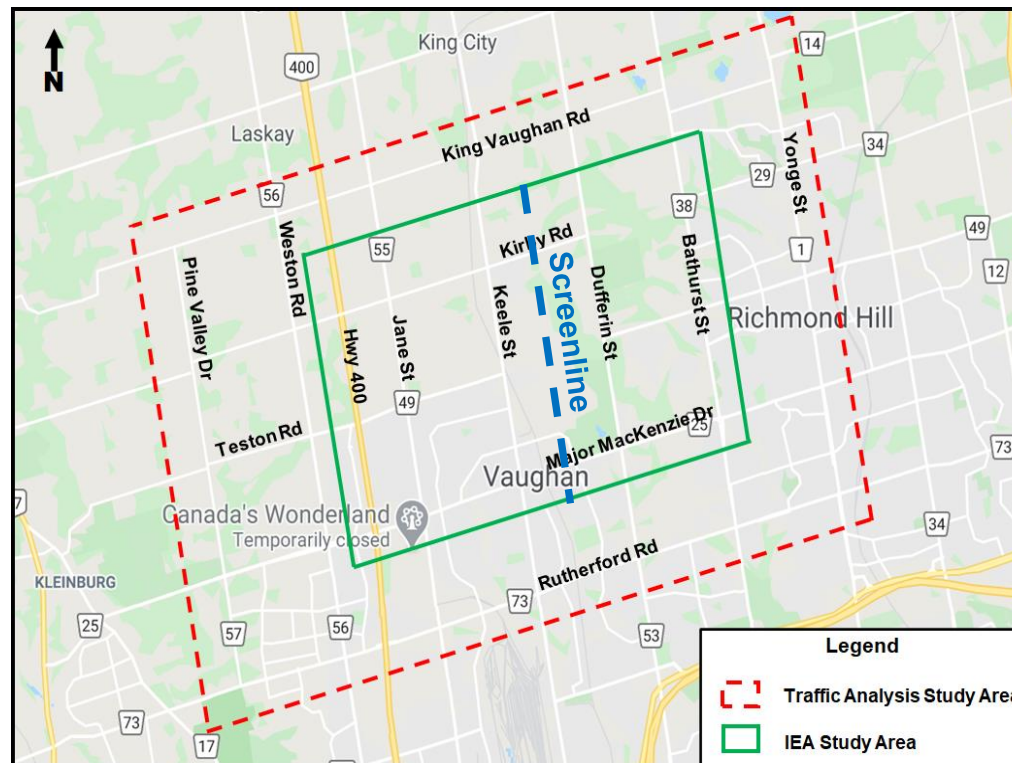 N
400
King City
14
Laskay
King Vaughan Rd
Yonge St
34
29
56
38
55
Kirby Rd
Weston Rd
Pine Valley Dr
Screenline
Dufferin St
Bathurst St
1
49
12
Keele St
Richmond Hill
Hwy 400
Jane St
49
Teston Rd
Major MacKenzie Dr
25
73
Vaughan
Canada's Wonderland
Temporarily closed
7
34
KLEINBURG
Rutherford Rd
73
25
57
56
53
73
17
Legend
Traffic Analysis Study Area
IEA Study Area